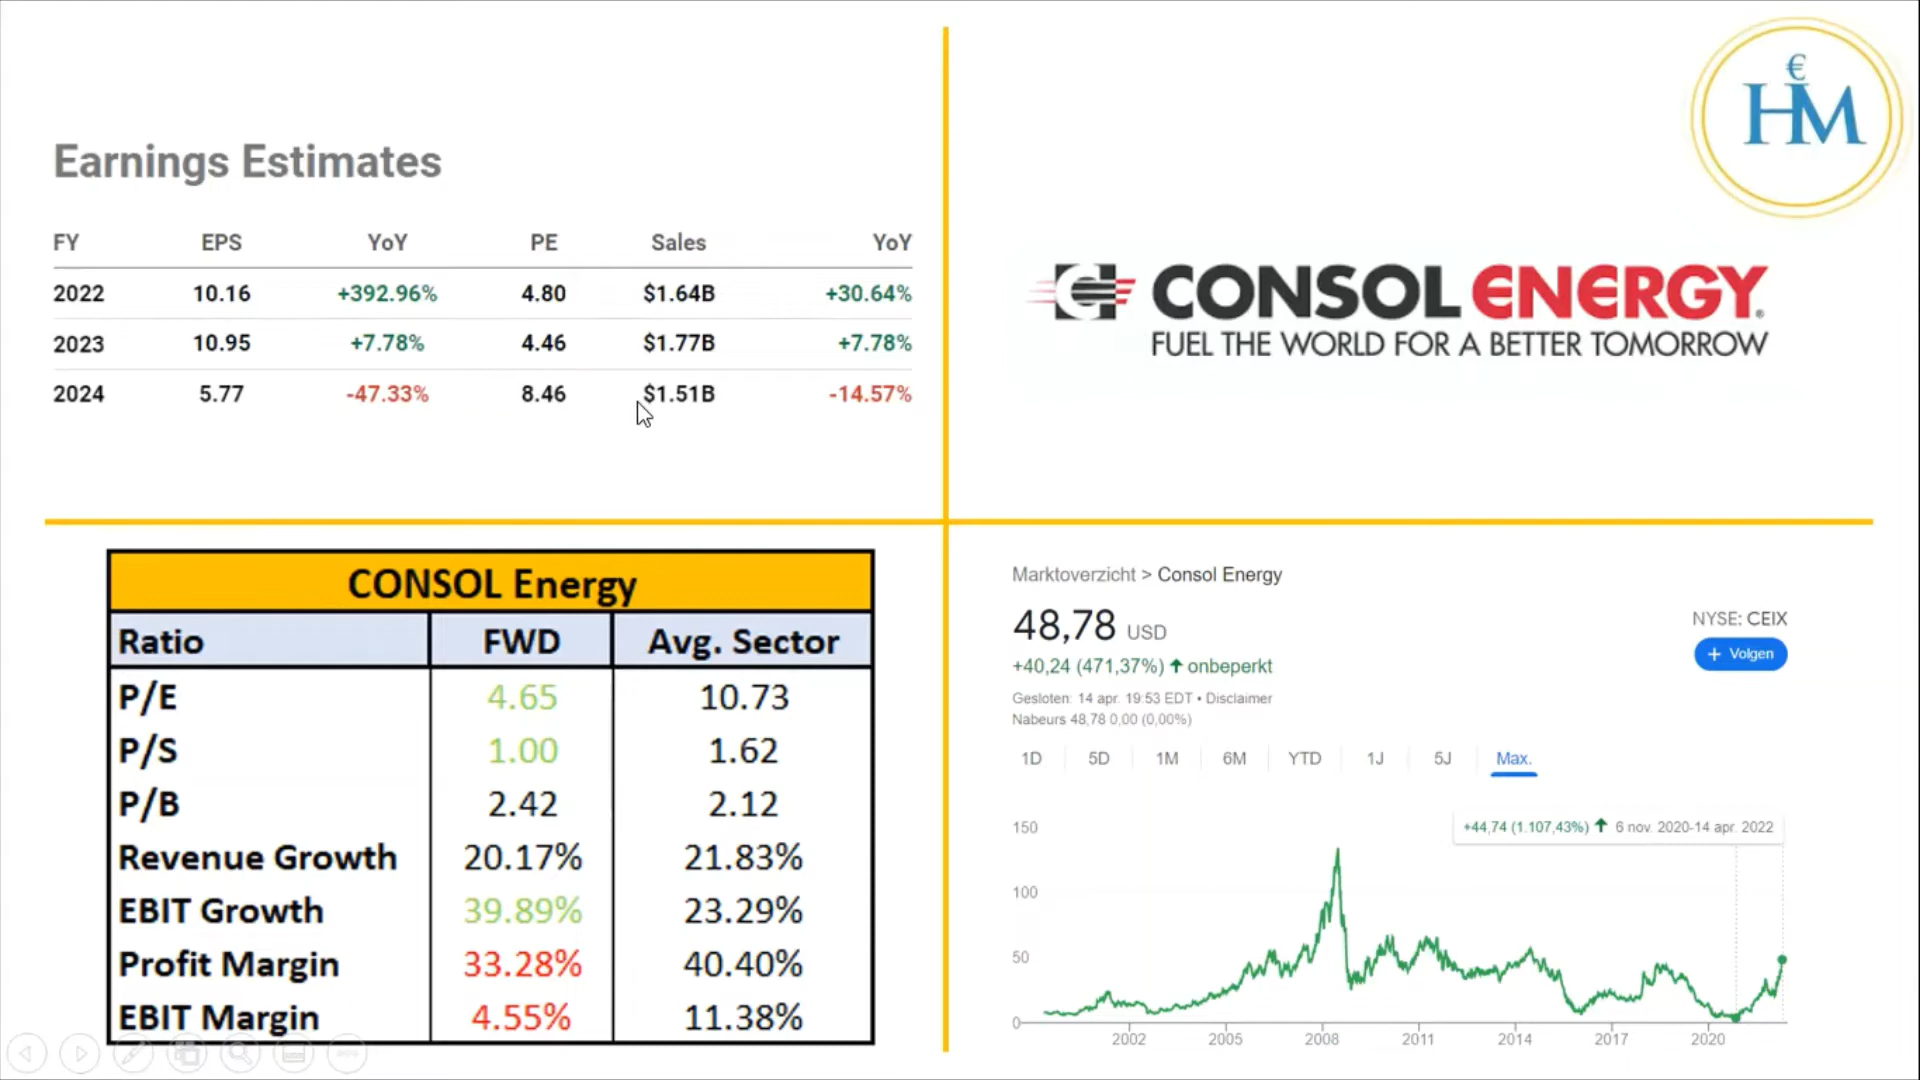 €
HM
Earnings Estimates
FY EPS YoY PE Sales YoY
2022 10.16 +392.96% 4.80 $1.64B +30.64%
2023 10.95 +7.78% 4.46 $1.77B +7.78%
2024 5.77 -47.33% 8.46 $1.51B -14.57%
C CONSOL ENERGY®
FUEL THE WORLD FOR A BETTER TOMORROW
CONSOL Energy
Ratio FWD Avg. Sector
P/E 4.65 10.73
P/S 1.00 1.62
P/B 2.42 2.12
Revenue Growth 20.17% 21.83%
EBIT Growth 39.89% 23.29%
Profit Margin 33.28% 40.40%
EBIT Margin 4.55% 11.38%
Marktoverzicht > Consol Energy
48,78 USD
NYSE: CEIX
+40,24 (471,37%) ↑ onbeperkt
+ Volgen
Gesloten: 14 apr. 19:53 EDT • Disclaimer
Nabeurs 48,78 0,00 (0,00%)
1D 5D 1M 6M YTD 1J 5J Max.
+44,74 (1.107,43%) ↑ 6 nov. 2020-14 apr. 2022
150
100
50
0
2002 2005 2008 2011 2014 2017 2020